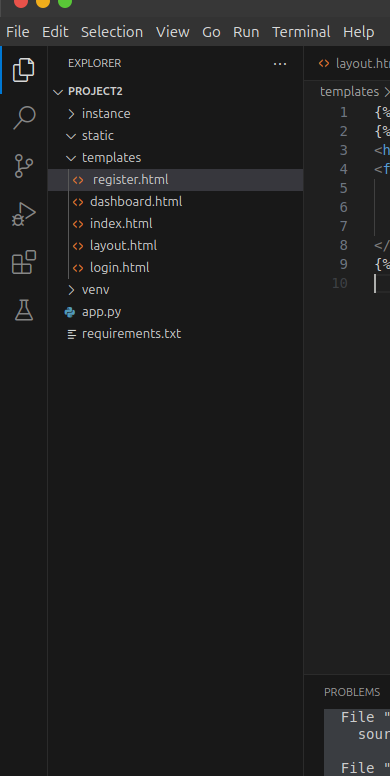 File Edit Selection View Go Run Terminal Help
EXPLORER ...
PROJECT2
instance
static
templates
register.html
dashboard.html
index.html
layout.html
login.html
venv
app.py
requirements.txt
layout.ht
templates >
1 {%
2 {%
3 <h
4 <f
5
6
7
8 </
9 {%
10
PROBLEMS
File "
sour
File "